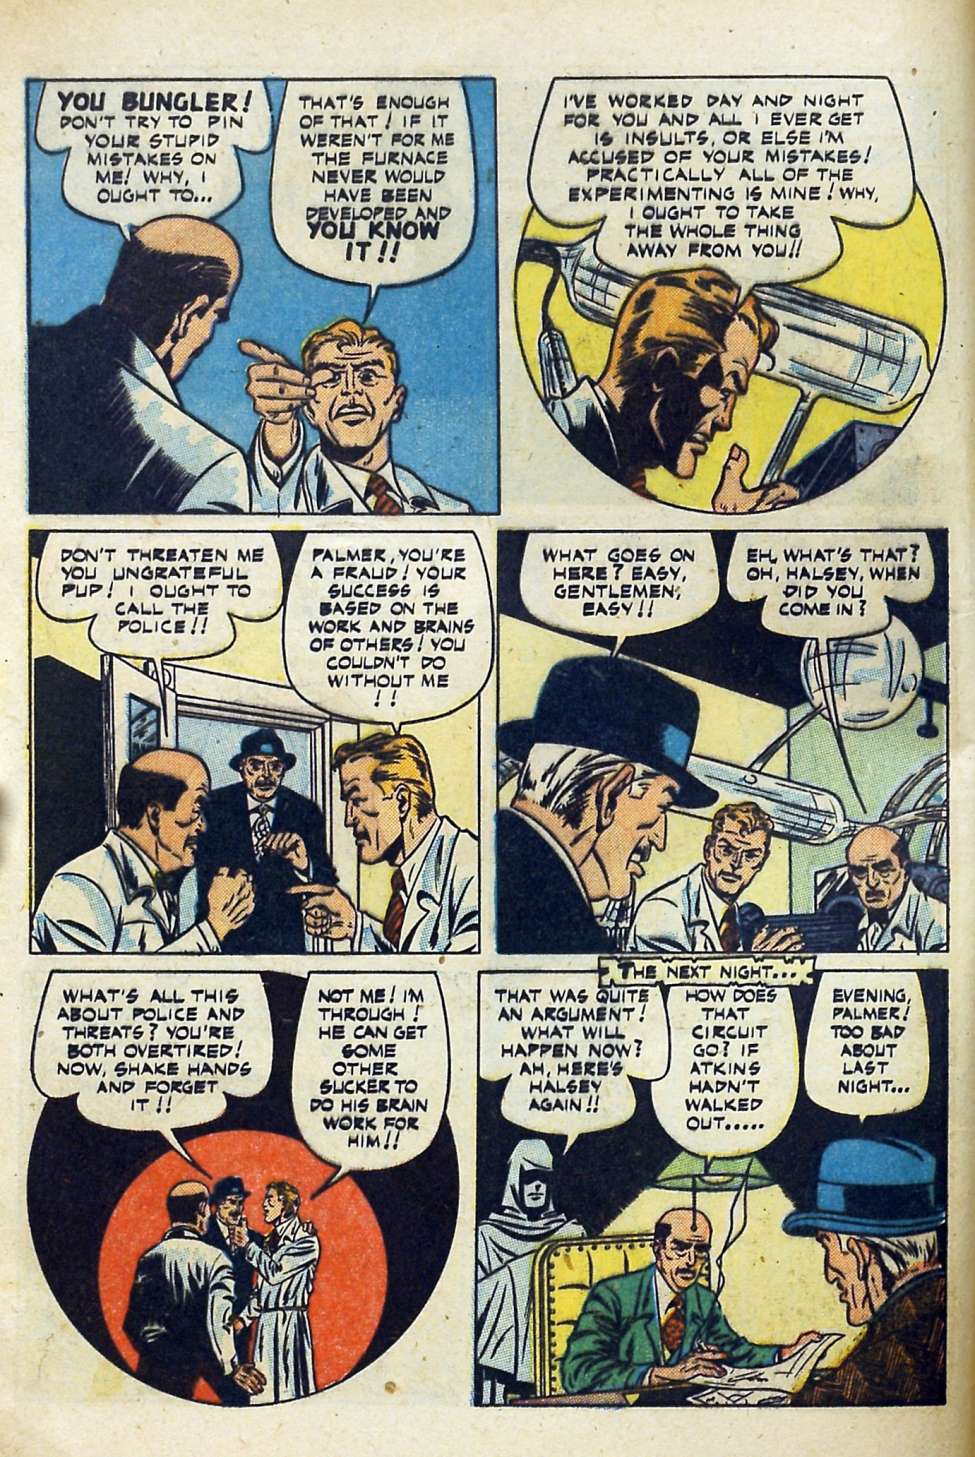 YOU BUNGLER!
DON'T TRY TO PIN
YOUR STUPID
MISTAKES ON
ME! WHY, I
OUGHT TO...
THAT'S ENOUGH
OF THAT! IF IT
WEREN'T FOR ME
THE FURNACE
NEVER WOULD
HAVE BEEN
DEVELOPED AND
YOU KNOW
IT!!
I'VE WORKED DAY AND NIGHT
FOR YOU AND ALL I EVER GET
IS INSULTS, OR ELSE I'M
ACCUSED OF YOUR MISTAKES!
PRACTICALLY ALL OF THE
EXPERIMENTING IS MINE! WHY,
I OUGHT TO TAKE
THE WHOLE THING
AWAY FROM YOU!!
DON'T THREATEN ME
YOU UNGRATEFUL
PUP! I OUGHT TO
CALL THE
POLICE!!
PALMER, YOU'RE
A FRAUD! YOUR
SUCCESS IS
BASED ON THE
WORK AND BRAINS
OF OTHERS! YOU
COULDN'T DO
WITHOUT ME
!!
WHAT GOES ON
HERE? EASY,
GENTLEMEN,
EASY!!
EH, WHAT'S THAT?
OH, HALSEY, WHEN
DID YOU
COME IN?
WHAT'S ALL THIS
ABOUT POLICE AND
THREATS? YOU'RE
BOTH OVERTIRED!
NOW, SHAKE HANDS
AND FORGET
IT!!
NOT ME! I'M
THROUGH!
HE CAN GET
SOME
OTHER
SUCKER TO
DO HIS BRAIN
WORK FOR
HIM!!
THE NEXT NIGHT...
THAT WAS QUITE
AN ARGUMENT!
WHAT WILL
HAPPEN NOW?
AH, HERE'S
HALSEY
AGAIN!!
HOW DOES
THAT
CIRCUIT
GO? IF
ATKINS
HADN'T
WALKED
OUT.....
EVENING,
PALMER!
TOO BAD
ABOUT
LAST
NIGHT...